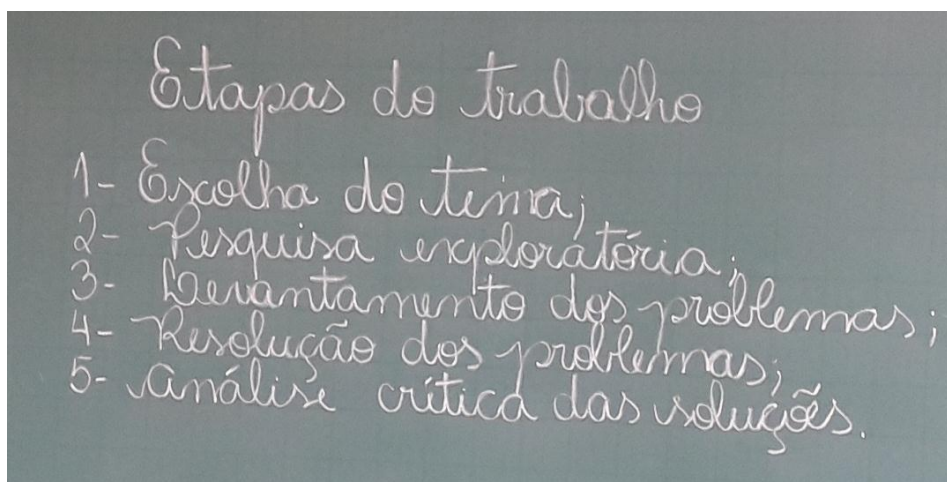 Etapas do trabalho
1- Escolha do tema;
2- Pesquisa exploratória;
3- Levantamento dos problemas;
4- Resolução dos problemas;
5- Análise crítica das soluções.